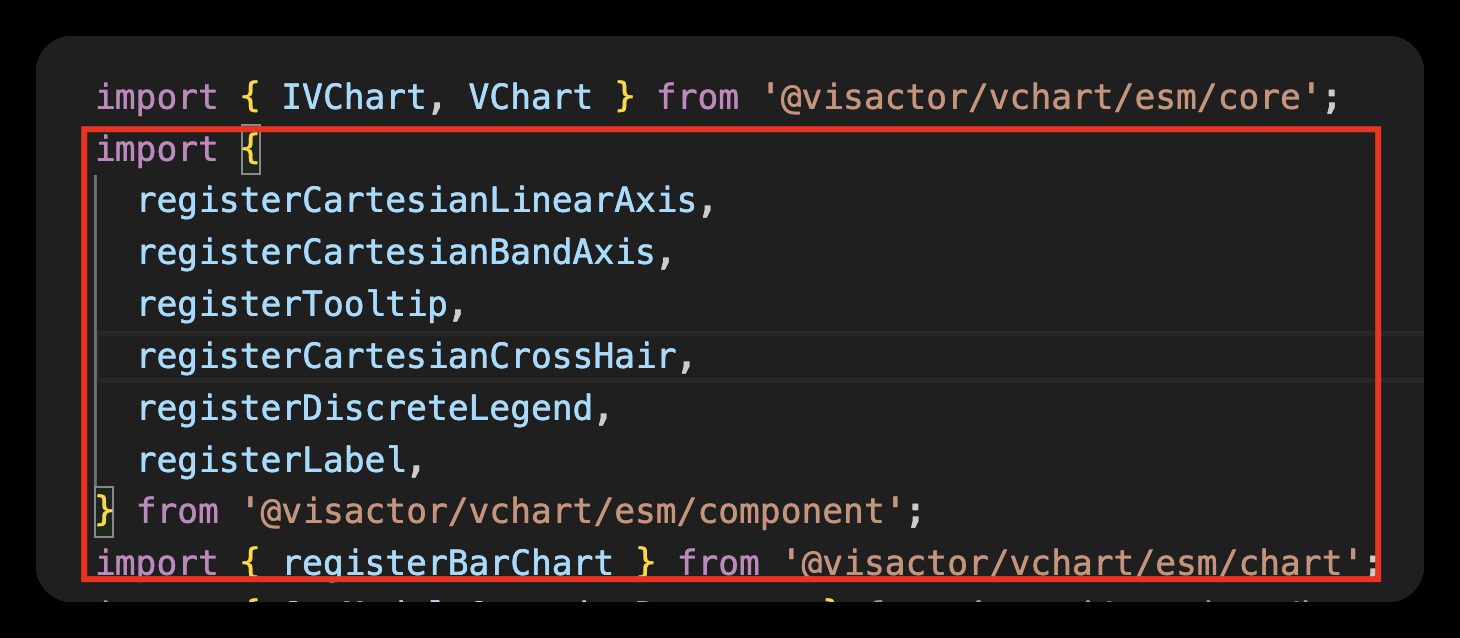 import { IVChart, VChart } from '@visactor/vchart/esm/core';
import {
registerCartesianLinearAxis,
registerCartesianBandAxis,
registerTooltip,
registerCartesianCrossHair,
registerDiscreteLegend,
registerLabel,
} from '@visactor/vchart/esm/component';
import { registerBarChart } from '@visactor/vchart/esm/chart';